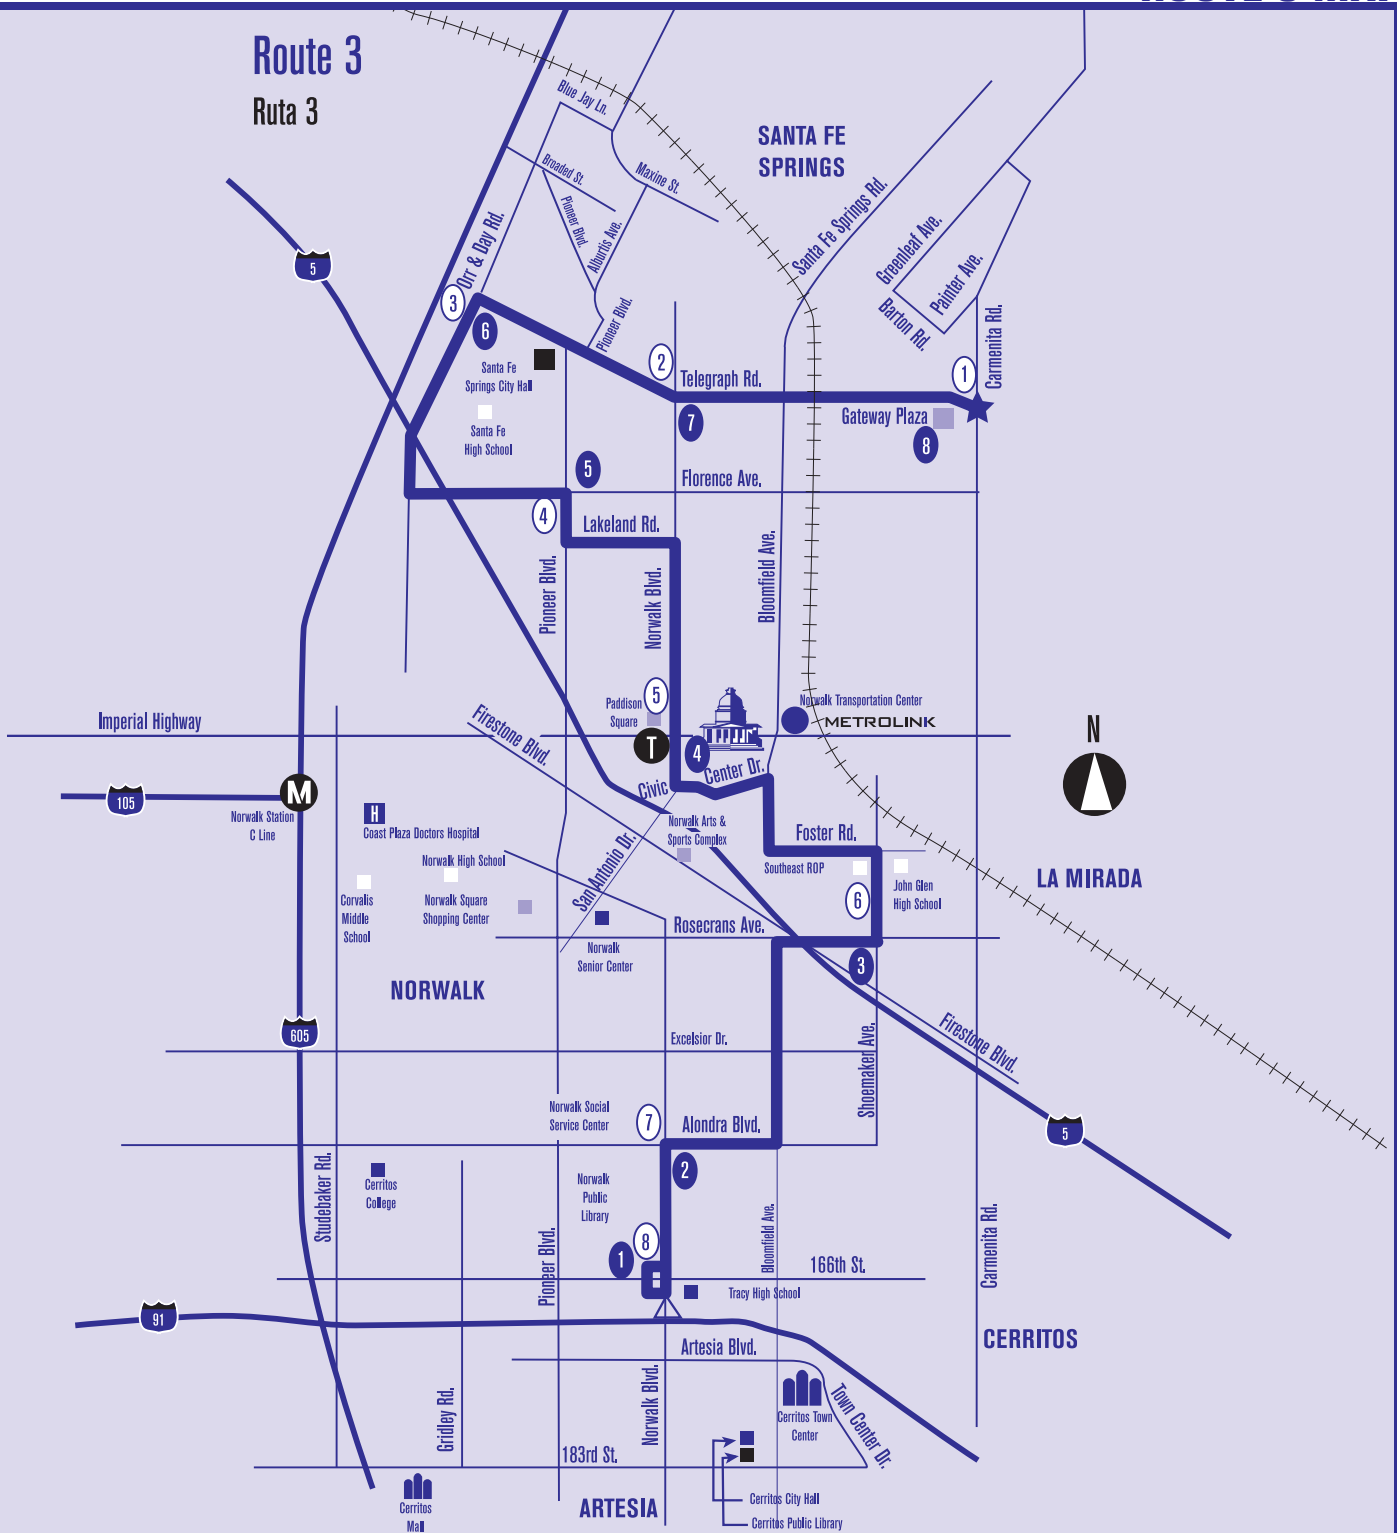 Route 3
Ruta 3
Blue Jay Ln.
SANTA FE
SPRINGS
Broaded St.
Maxine St.
Pioneer Blvd.
Alburtis Ave.
Santa Fe Springs Rd.
Greenleaf Ave.
Painter Ave.
Barton Rd.
Orr & Day Rd.
5
3
6
Pioneer Blvd.
Carmenita Rd.
Santa Fe
Springs City Hall
2
Telegraph Rd.
1
7
Gateway Plaza
8
Santa Fe
High School
5
Florence Ave.
4
Lakeland Rd.
Pioneer Blvd.
Norwalk Blvd.
Bloomfield Ave.
Paddison
Square
5
Norwalk Transportation Center
METROLINK
Imperial Highway
Firestone Blvd.
T
4
Civic
Center Dr.
N
105
M
Norwalk Station
C Line
H
Coast Plaza Doctors Hospital
Norwalk Arts &
Sports Complex
Foster Rd.
San Antonio Dr.
Norwalk High School
Southeast ROP
John Glen
High School
LA MIRADA
Corvalis
Middle
School
Norwalk Square
Shopping Center
6
Rosecrans Ave.
Norwalk
Senior Center
3
NORWALK
605
Excelsior Dr.
Shoemaker Ave.
Firestone Blvd.
Norwalk Social
Service Center
7
Alondra Blvd.
5
2
Studebaker Rd.
Cerritos
College
Norwalk
Public
Library
Pioneer Blvd.
Bloomfield Ave.
Carmenita Rd.
8
1
166th St.
Tracy High School
91
Artesia Blvd.
CERRITOS
Gridley Rd.
Norwalk Blvd.
Cerritos Town
Center
Town Center Dr.
183rd St.
Cerritos
Mall
ARTESIA
Cerritos City Hall
Cerritos Public Library